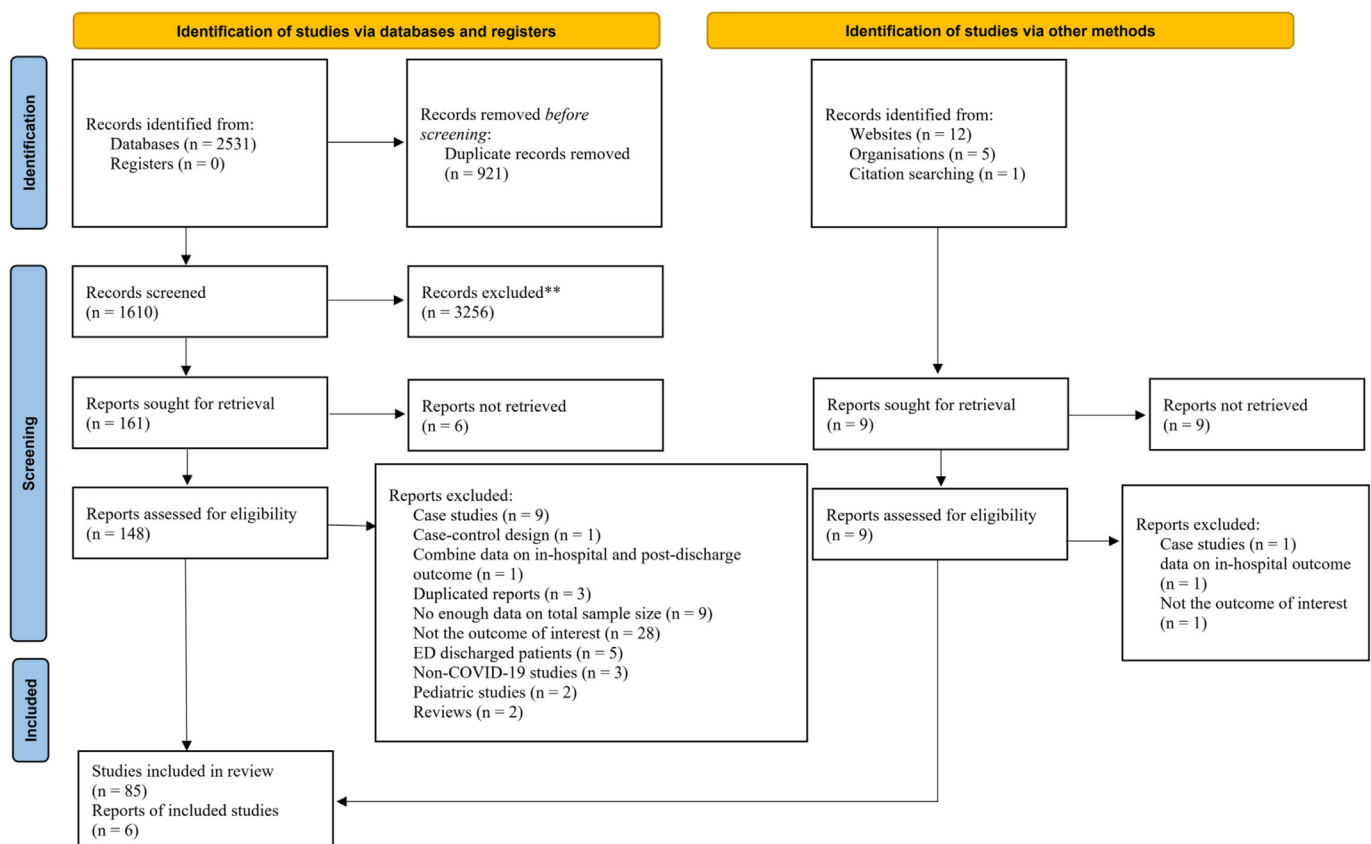 Identification of studies via databases and registers
Identification of studies via other methods
Identification
Records identified from:
Databases (n = 2531)
Registers (n = 0)
Records removed before
screening:
Duplicate records removed
(n = 921)
Records identified from:
Websites (n = 12)
Organisations (n = 5)
Citation searching (n = 1)
Screening
Records screened
(n = 1610)
Records excluded**
(n = 3256)
Reports sought for retrieval
(n = 161)
Reports not retrieved
(n = 6)
Reports sought for retrieval
(n = 9)
Reports not retrieved
(n = 9)
Reports assessed for eligibility
(n = 148)
Reports excluded:
Case studies (n = 9)
Case-control design (n = 1)
Combine data on in-hospital and post-discharge
outcome (n = 1)
Duplicated reports (n = 3)
No enough data on total sample size (n = 9)
Not the outcome of interest (n = 28)
ED discharged patients (n = 5)
Non-COVID-19 studies (n = 3)
Pediatric studies (n = 2)
Reviews (n = 2)
Reports assessed for eligibility
(n = 9)
Reports excluded:
Case studies (n = 1)
data on in-hospital outcome
(n = 1)
Not the outcome of interest
(n = 1)
Included
Studies included in review
(n = 85)
Reports of included studies
(n = 6)